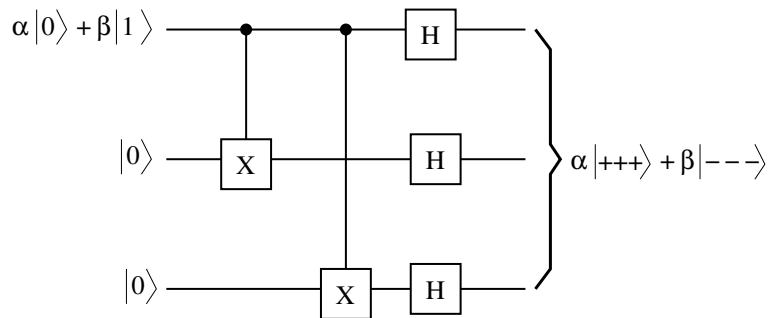 α|0⟩ + β|1⟩ H
|0⟩ X H α|+++⟩ + β|− − −⟩
|0⟩ X H